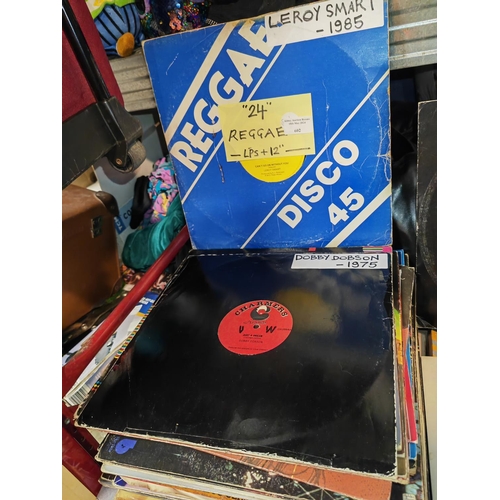 LEROY SMART
- 1985
REGGAE
"24"
REGGAE
- LPs + 12" -
DISCO
45
DOBBY DOBSON
- 1975
CHARMERS
V W